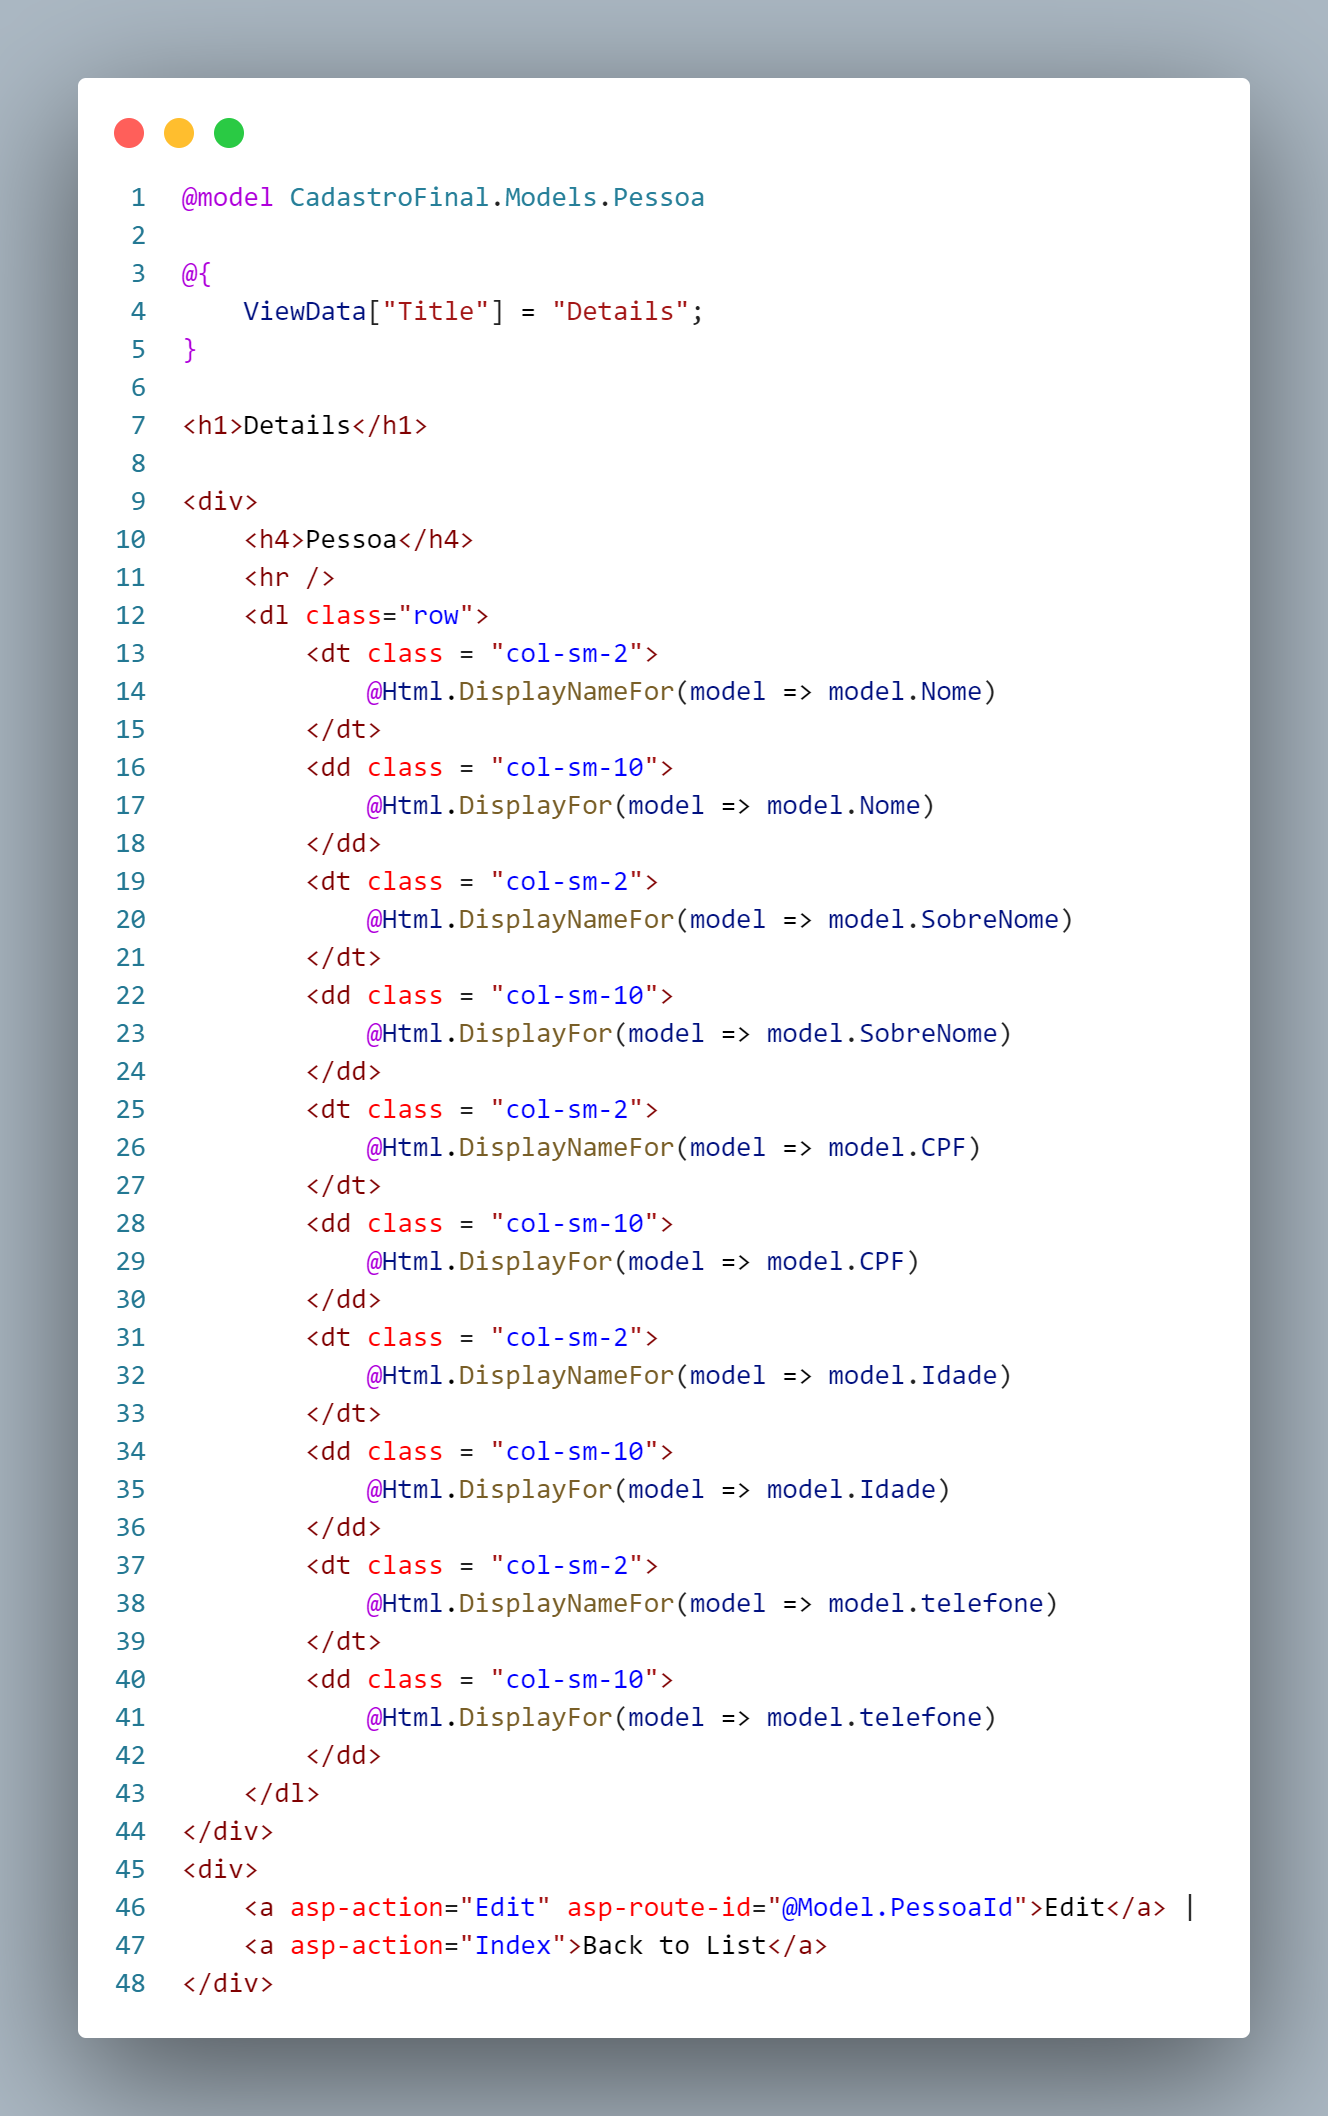 1 @model CadastroFinal.Models.Pessoa
2
3 @{
4     ViewData["Title"] = "Details";
5 }
6
7 <h1>Details</h1>
8
9 <div>
10     <h4>Pessoa</h4>
11     <hr />
12     <dl class="row">
13         <dt class = "col-sm-2">
14             @Html.DisplayNameFor(model => model.Nome)
15         </dt>
16         <dd class = "col-sm-10">
17             @Html.DisplayFor(model => model.Nome)
18         </dd>
19         <dt class = "col-sm-2">
20             @Html.DisplayNameFor(model => model.SobreNome)
21         </dt>
22         <dd class = "col-sm-10">
23             @Html.DisplayFor(model => model.SobreNome)
24         </dd>
25         <dt class = "col-sm-2">
26             @Html.DisplayNameFor(model => model.CPF)
27         </dt>
28         <dd class = "col-sm-10">
29             @Html.DisplayFor(model => model.CPF)
30         </dd>
31         <dt class = "col-sm-2">
32             @Html.DisplayNameFor(model => model.Idade)
33         </dt>
34         <dd class = "col-sm-10">
35             @Html.DisplayFor(model => model.Idade)
36         </dd>
37         <dt class = "col-sm-2">
38             @Html.DisplayNameFor(model => model.telefone)
39         </dt>
40         <dd class = "col-sm-10">
41             @Html.DisplayFor(model => model.telefone)
42         </dd>
43     </dl>
44 </div>
45 <div>
46     <a asp-action="Edit" asp-route-id="@Model.PessoaId">Edit</a> |
47     <a asp-action="Index">Back to List</a>
48 </div>